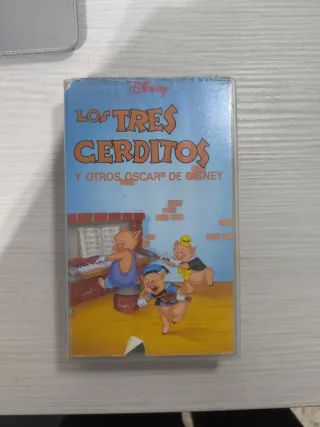 Disney
LOS TRES
CERDITOS
Y OTROS OSCAR® DE DISNEY